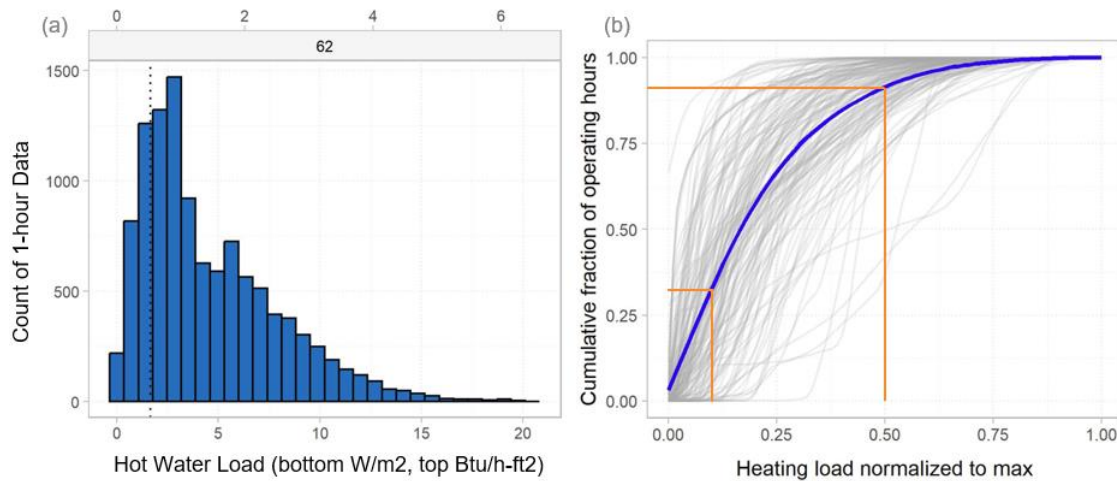 (a)
0 2 4 6
62
1500
1000
500
0
Count of 1-hour Data
0 5 10 15 20
Hot Water Load (bottom W/m2, top Btu/h-ft2)
(b)
1.00
0.75
0.50
0.25
0.00
Cumulative fraction of operating hours
0.00 0.25 0.50 0.75 1.00
Heating load normalized to max